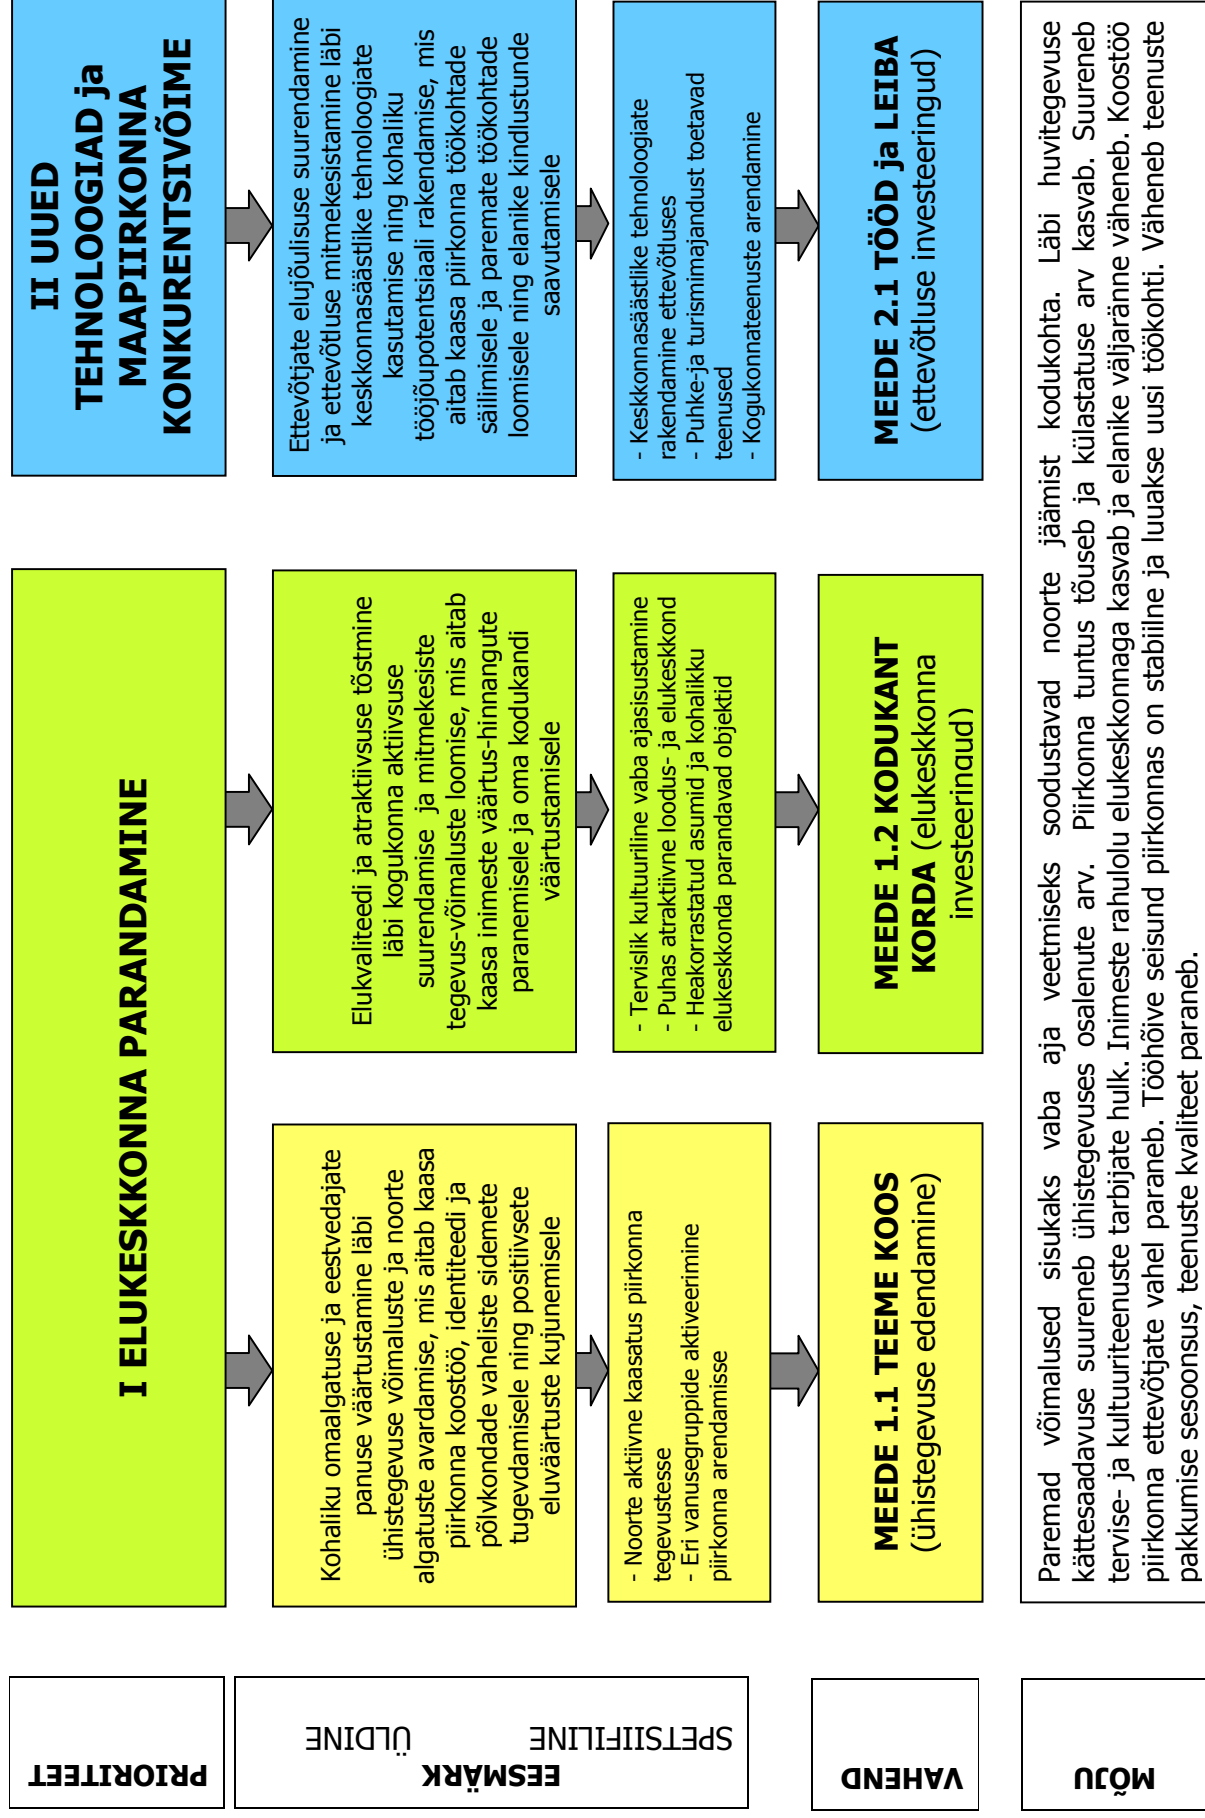 PRIORITEET
I ELUKESKKONNA PARANDAMINE
II UUED
TEHNOLOOGIAD ja
MAAPIIRKONNA
KONKURENTSIVÕIME
EESMÄRK
ÜLDINE
SPETSIIFILINE
Kohaliku omaalgatuse ja eestvedajate
panuse väärtustamine läbi
ühistegevuse võimaluste ja noorte
algatuste avardamise, mis aitab kaasa
piirkonna koostöö, identiteedi ja
põlvkondade vaheliste sidemete
tugevdamisele ning positiivsete
eluväärtuste kujunemisele
Elukvaliteedi ja atraktiivsuse tõstmine
läbi kogukonna aktiivsuse
suurendamise ja mitmekesiste
tegevus-võimaluste loomise, mis aitab
kaasa inimeste väärtus-hinnangute
paranemisele ja oma kodukandi
väärtustamisele
Ettevõtjate elujõulisuse suurendamine
ja ettevõtluse mitmekesistamine läbi
keskkonnasäästlike tehnoloogiate
kasutamise ning kohaliku
tööjõupotentsiaali rakendamise, mis
aitab kaasa piirkonna töökohtade
säilimisele ja paremate töökohtade
loomisele ning elanike kindlustunde
saavutamisele
- Noorte aktiivne kaasatus piirkonna
tegevustesse
- Eri vanusegruppide aktiveerimine
piirkonna arendamisse
- Tervislik kultuuriline vaba ajasisustamine
- Puhas atraktiivne loodus- ja elukeskkond
- Heakorrastatud asumid ja kohalikku
elukeskkonda parandavad objektid
- Keskkonnasäästlike tehnoloogiate
rakendamine ettevõtluses
- Puhke-ja turismimajandust toetavad
teenused
- Kogukonnateenuste arendamine
VAHEND
MEEDE 1.1 TEEME KOOS
(ühistegevuse edendamine)
MEEDE 1.2 KODUKANT
KORDA (elukeskkonna
investeeringud)
MEEDE 2.1 TÖÖD ja LEIBA
(ettevõtluse investeeringud)
MÕJU
Paremad võimalused sisukaks vaba aja veetmiseks soodustavad noorte jäämist kodukohta. Läbi huvitegevuse
kättesaadavuse suureneb ühistegevuses osalenute arv. Piirkonna tuntus tõuseb ja külastatuse arv kasvab. Suureneb
tervise- ja kultuuriteenuste tarbijate hulk. Inimeste rahulolu elukeskkonnaga kasvab ja elanike väljaränne väheneb. Koostöö
piirkonna ettevõtjate vahel paraneb. Tööhõive seisund piirkonnas on stabiilne ja luuakse uusi töökohti. Väheneb teenuste
pakkumise sesoonsus, teenuste kvaliteet paraneb.